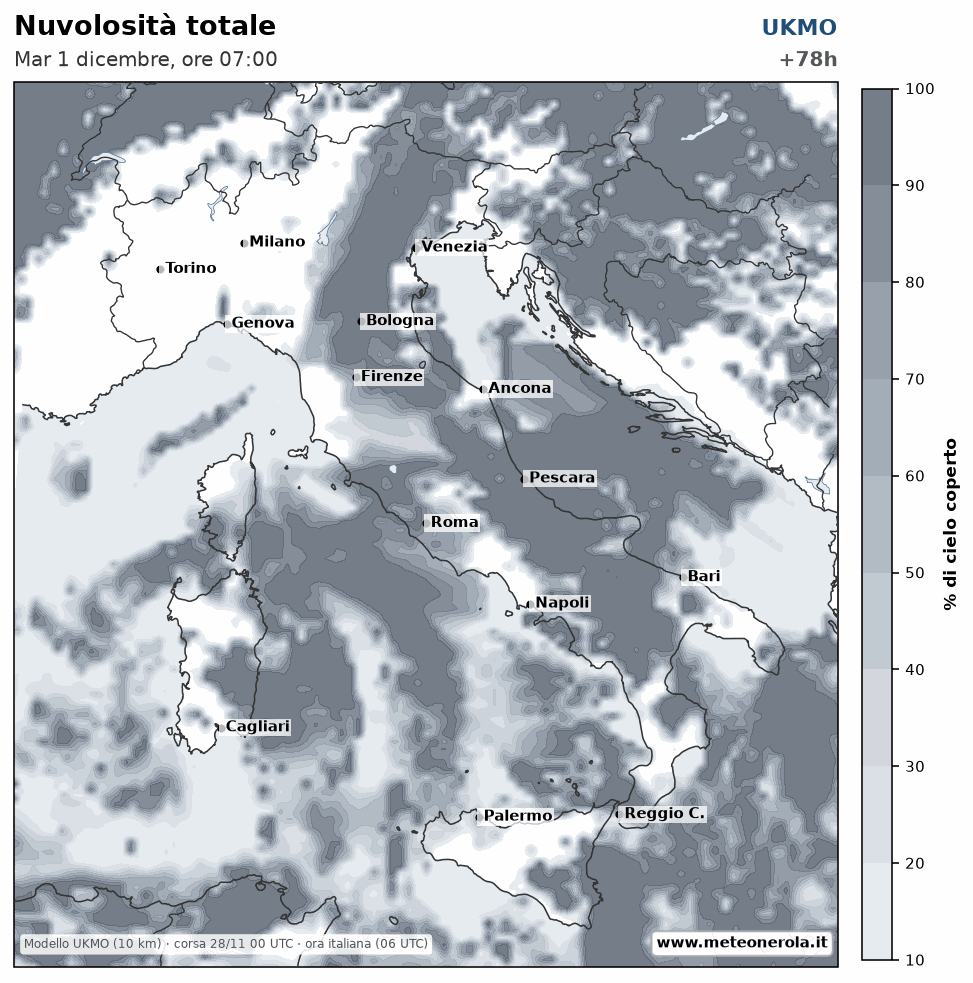 Nuvolosità totale
UKMO
Mar 1 dicembre, ore 07:00
+78h
100
90
80
70
60
50
40
30
20
10
% di cielo coperto
Milano
Venezia
Torino
Genova
Bologna
Firenze
Ancona
Pescara
Roma
Bari
Napoli
Cagliari
Palermo
Reggio C.
Modello UKMO (10 km) · corsa 28/11 00 UTC · ora italiana (06 UTC)
www.meteonerola.it